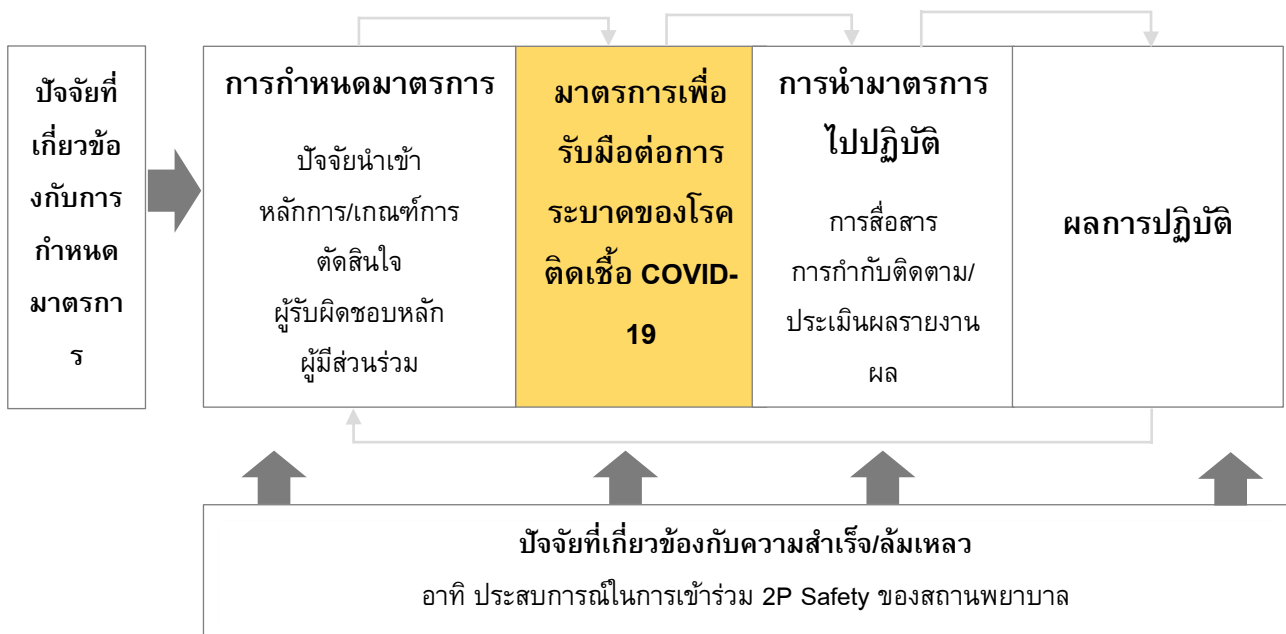 ปัจจัยที่
เกี่ยวข้อ
งกับการ
กำหนด
มาตรกา
ร
การกำหนดมาตรการ
ปัจจัยนำเข้า
หลักการ/เกณฑ์การ
ตัดสินใจ
ผู้รับผิดชอบหลัก
ผู้มีส่วนร่วม
มาตรการเพื่อ
รับมือต่อการ
ระบาดของโรค
ติดเชื้อ COVID-
19
การนำมาตรการ
ไปปฏิบัติ
การสื่อสาร
การกำกับติดตาม/
ประเมินผลรายงาน
ผล
ผลการปฏิบัติ
ปัจจัยที่เกี่ยวข้องกับความสำเร็จ/ล้มเหลว
อาทิ ประสบการณ์ในการเข้าร่วม 2P Safety ของสถานพยาบาล